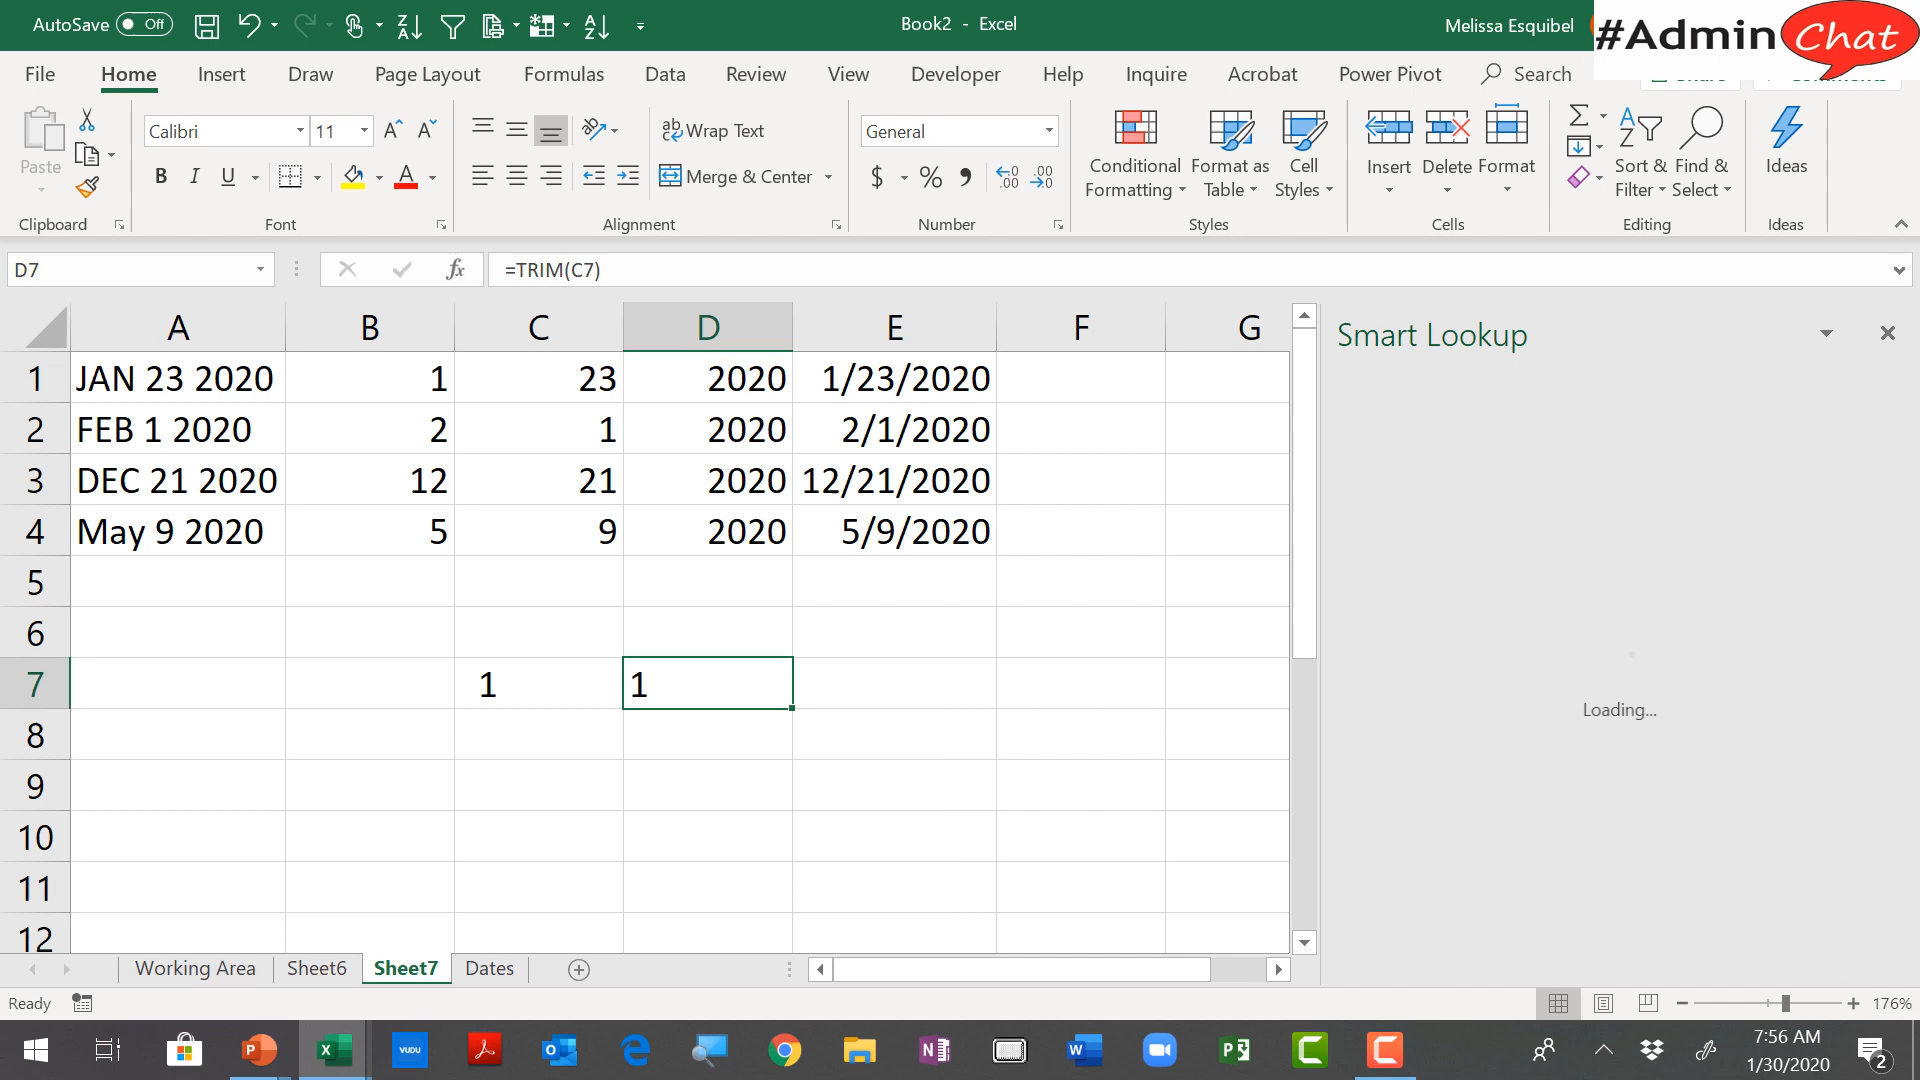 AutoSave Off
Book2 - Excel
Melissa Esquibel
#Admin Chat
File Home Insert Draw Page Layout Formulas Data Review View Developer Help Inquire Acrobat Power Pivot Search
Paste
Calibri 11
B I U
ab Wrap Text
Merge & Center
General
$ % 9
Conditional Formatting
Format as Table
Cell Styles
Insert Delete Format
Sort & Filter
Find & Select
Ideas
Clipboard Font Alignment Number Styles Cells Editing Ideas
D7 fx =TRIM(C7)
A B C D E F G
1 JAN 23 2020 1 23 2020 1/23/2020
2 FEB 1 2020 2 1 2020 2/1/2020
3 DEC 21 2020 12 21 2020 12/21/2020
4 May 9 2020 5 9 2020 5/9/2020
5
6
7 1 1
8
9
10
11
12
Smart Lookup
Loading...
Working Area Sheet6 Sheet7 Dates
Ready
176%
VUDU
7:56 AM
1/30/2020
2